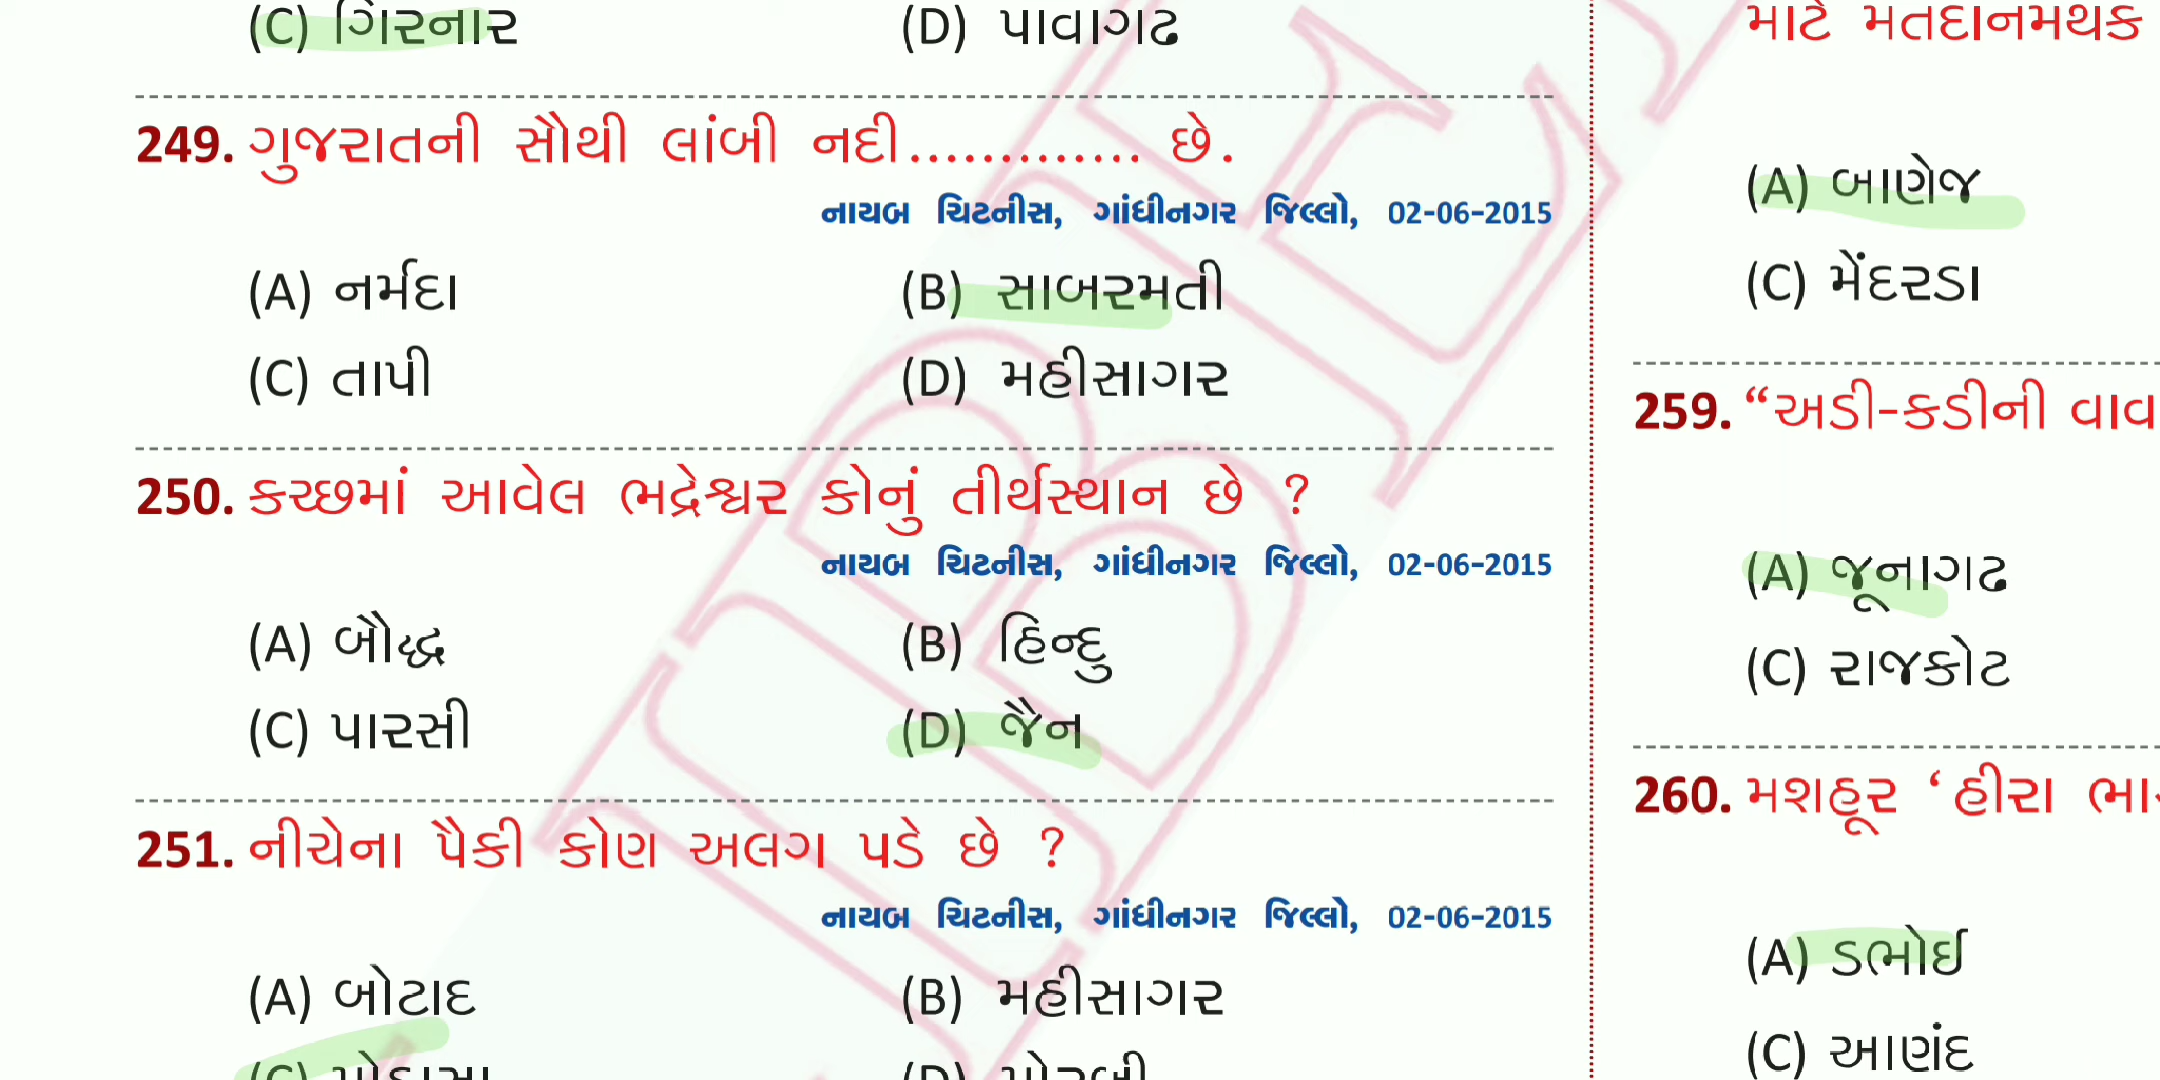 (C) ગિરનાર (D) પાવાગઢ
249. ગુજરાતની સૌથી લાંબી નદી............. છે.
નાયબ ચિટનીસ, ગાંધીનગર જિલ્લો, 02-06-2015
(A) નર્મદા (B) સાબરમતી
(C) તાપી (D) મહીસાગર
250. કચ્છમાં આવેલ ભદ્રેશ્વર કોનું તીર્થસ્થાન છે ?
નાયબ ચિટનીસ, ગાંધીનગર જિલ્લો, 02-06-2015
(A) બૌદ્ધ (B) હિન્દુ
(C) પારસી (D) જૈન
251. નીચેના પૈકી કોણ અલગ પડે છે ?
નાયબ ચિટનીસ, ગાંધીનગર જિલ્લો, 02-06-2015
(A) બોટાદ (B) મહીસાગર
(C) મોડાસા (D) મોરબી
માટે મતદાનમથક
(A) બાણેજ
(C) મેંદરડા
259. “અડી-કડીની વાવ
(A) જૂનાગઢ
(C) રાજકોટ
260. મશહૂર ‘હીરા
(A) ડભોઈ
(C) આણંદ